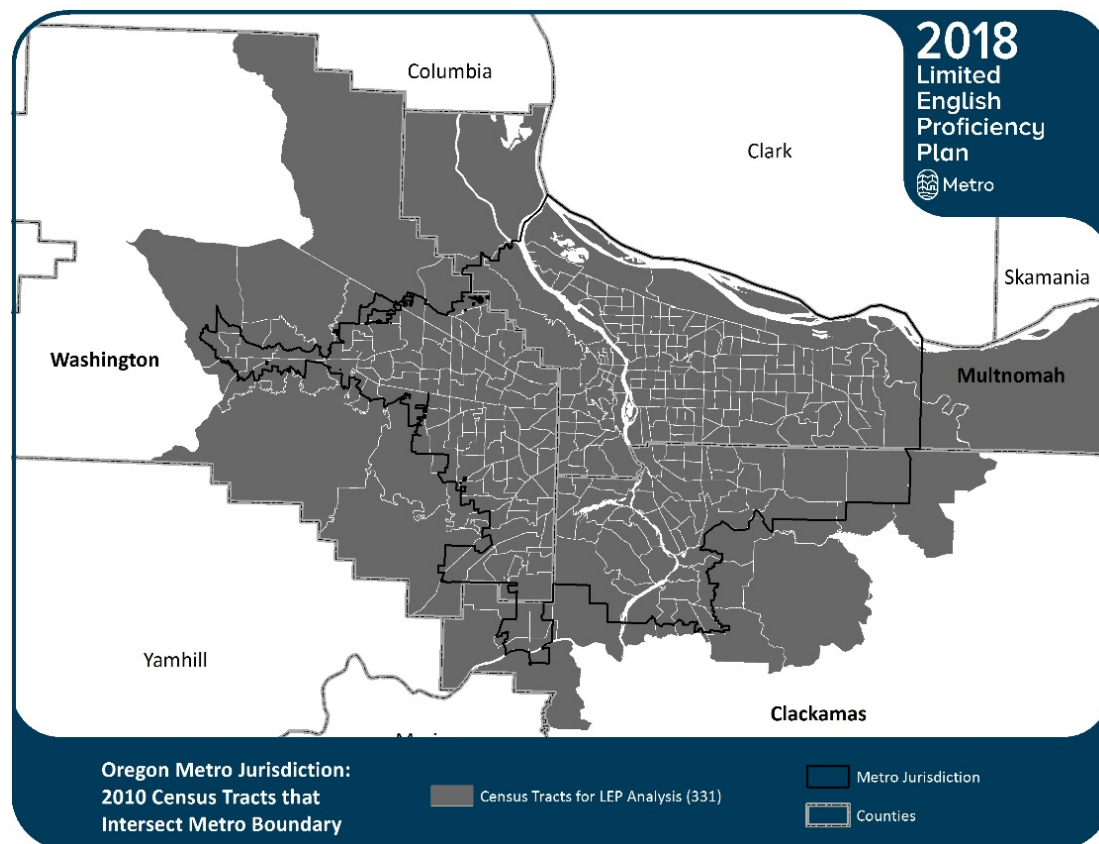 2018
Limited
English
Proficiency
Plan
Metro
Columbia
Clark
Skamania
Washington
Multnomah
Yamhill
Clackamas
Oregon Metro Jurisdiction:
2010 Census Tracts that
Intersect Metro Boundary
Census Tracts for LEP Analysis (331)
Metro Jurisdiction
Counties